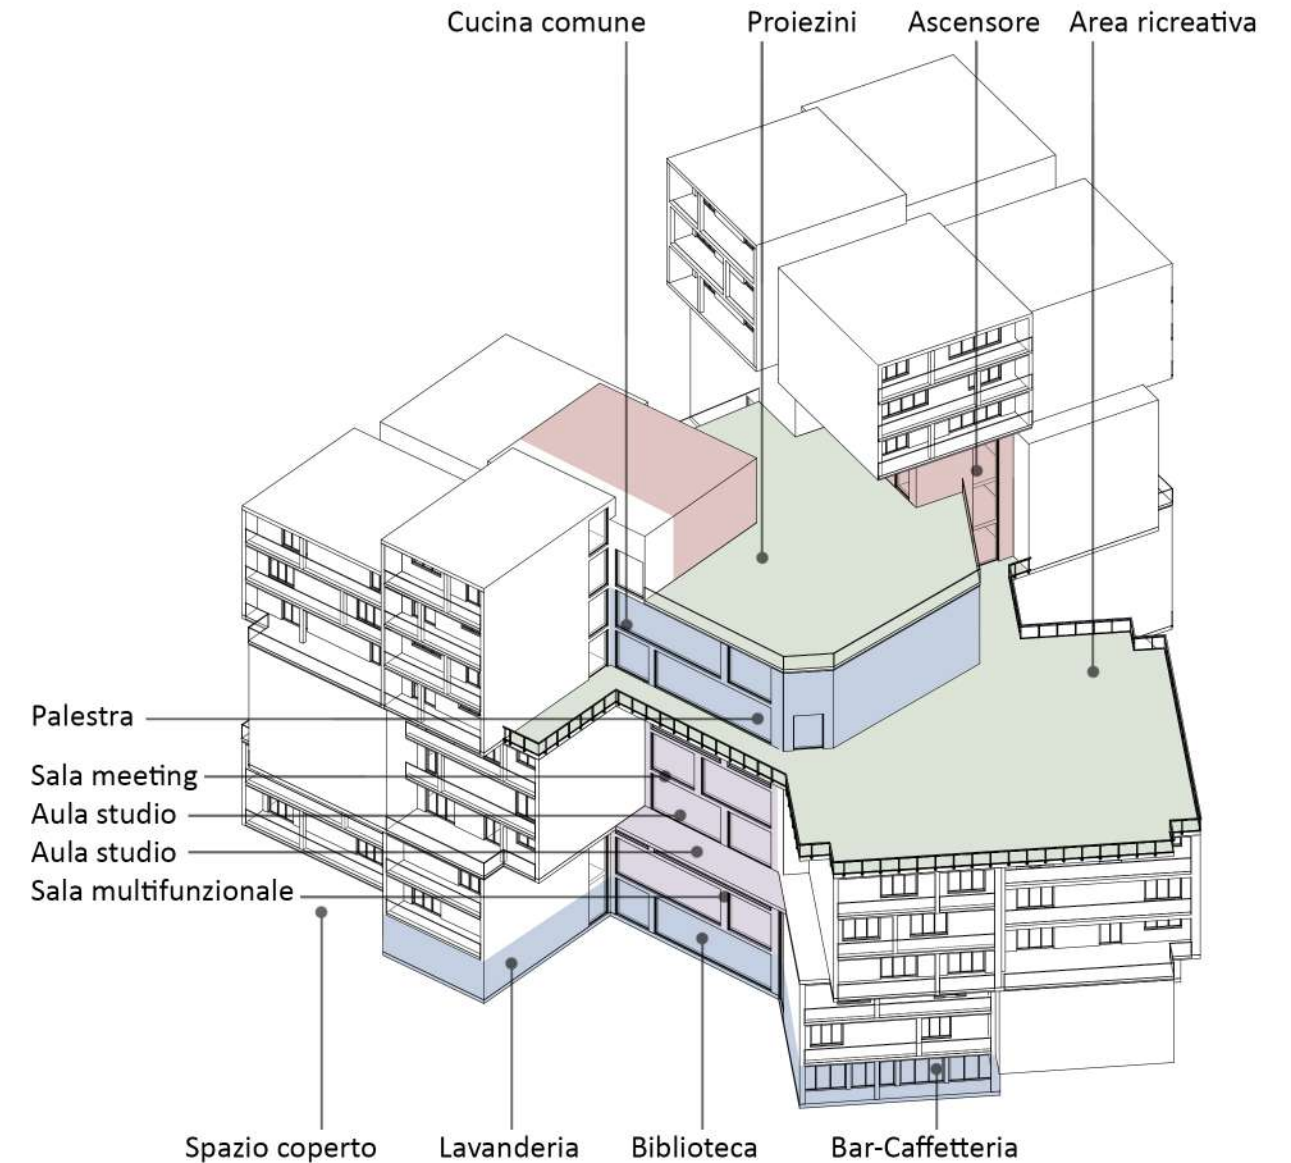 Cucina comune
Proiezini
Ascensore
Area ricreativa
Palestra
Sala meeting
Aula studio
Aula studio
Sala multifunzionale
Spazio coperto
Lavanderia
Biblioteca
Bar-Caffetteria